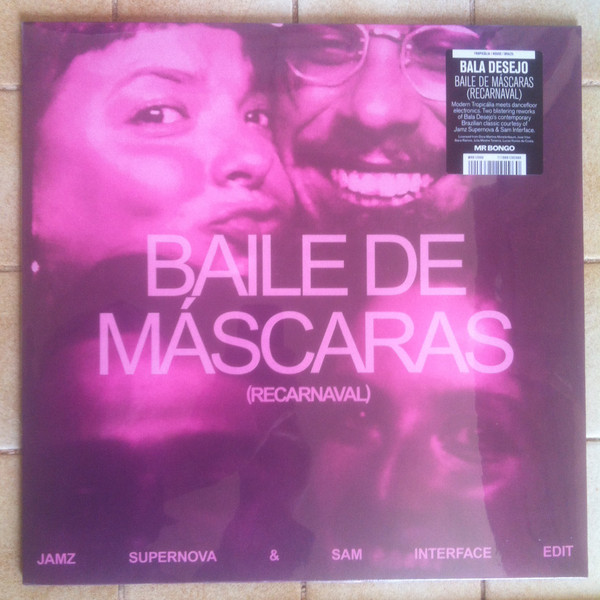 BALA DESEJO
BAILE DE MÁSCARAS
(RECARNAVAL)
Modern Tropicália meets dancefloor
electronics. Two blistering reworks
of Bala Desejo's contemporary
Brazilian classic courtesy of
Jamz Supernova & Sam Interface.
MR BONGO
BAILE DE
MÁSCARAS
(RECARNAVAL)
JAMZ SUPERNOVA & SAM INTERFACE EDIT